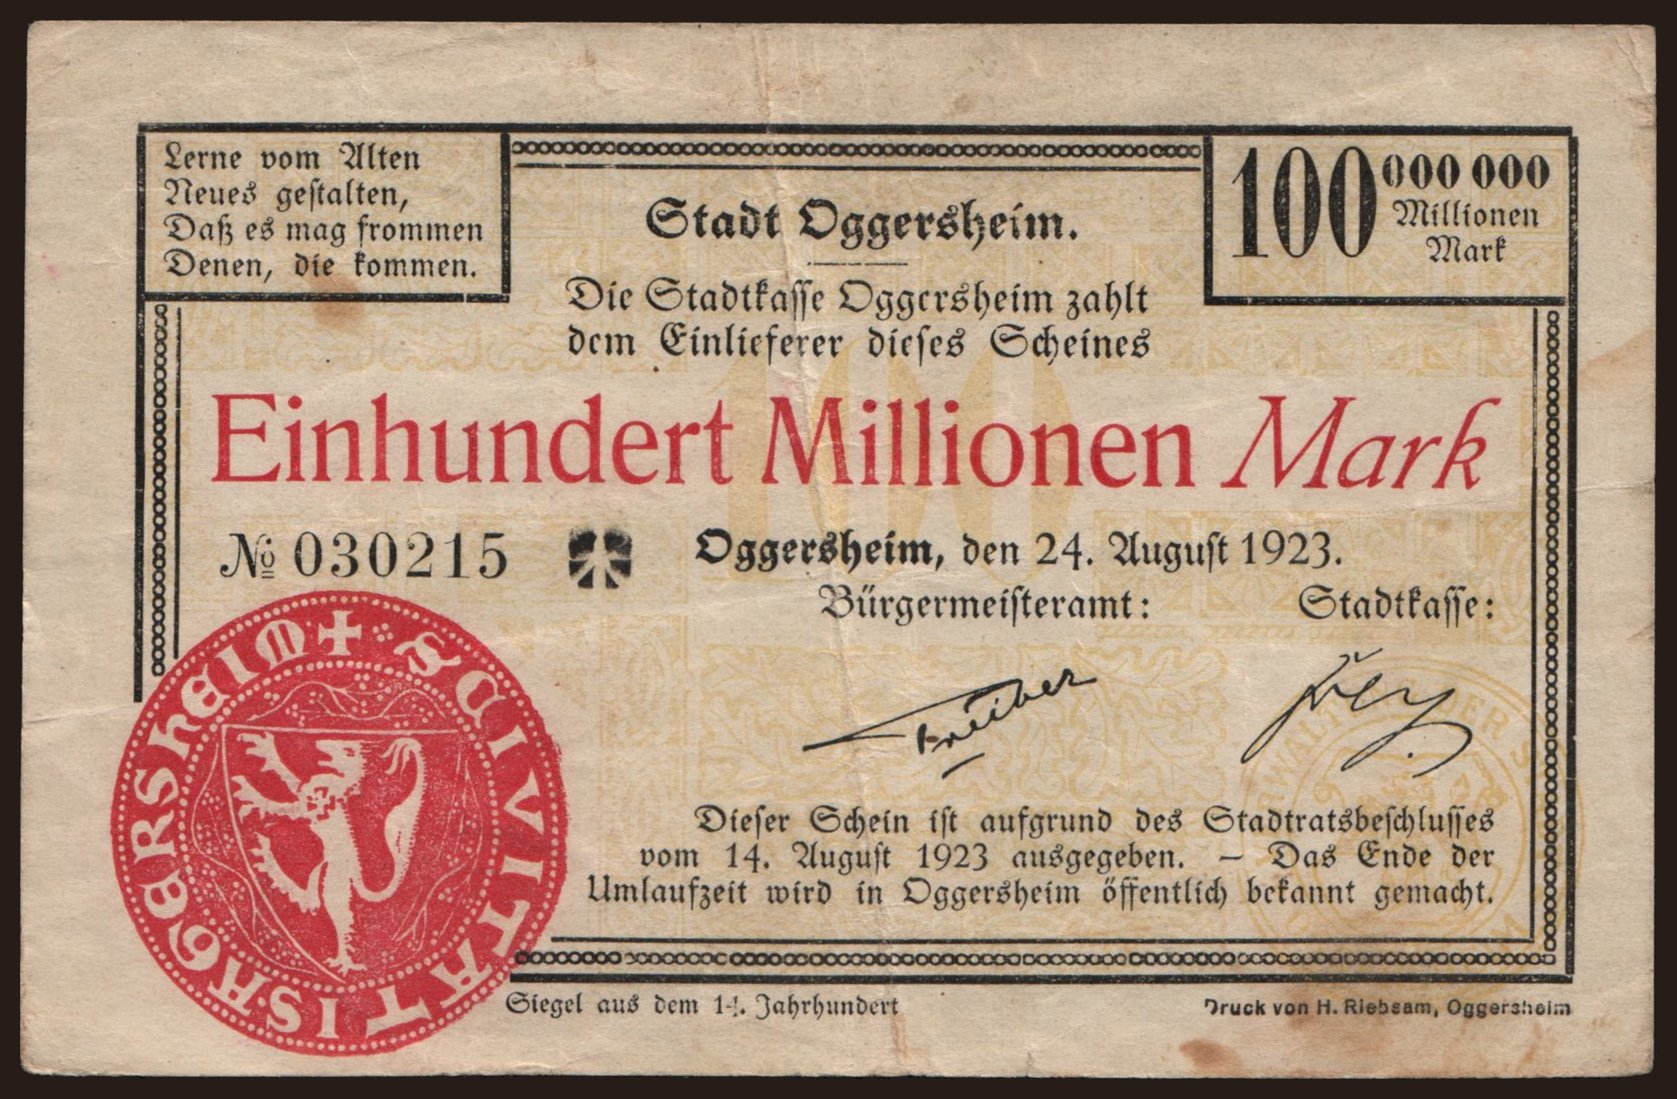 Lerne vom Alten
Neues gestalten,
Daß es mag frommen
Denen, die kommen.
100 000 000
Millionen
Mark
Stadt Oggersheim.
Die Stadtkasse Oggersheim zahlt
dem Einlieferer dieses Scheines
100
Einhundert Millionen Mark
№ 030215
Oggersheim, den 24. August 1923.
Bürgermeisteramt: Stadtkasse:
Dieser Schein ist aufgrund des Stadtratsbeschlusses
vom 14. August 1923 ausgegeben. — Das Ende der
Umlaufzeit wird in Oggersheim öffentlich bekannt gemacht.
CIVITATIS AGERSHEIM
Siegel aus dem 14. Jahrhundert
Druck von H. Riebsam, Oggersheim